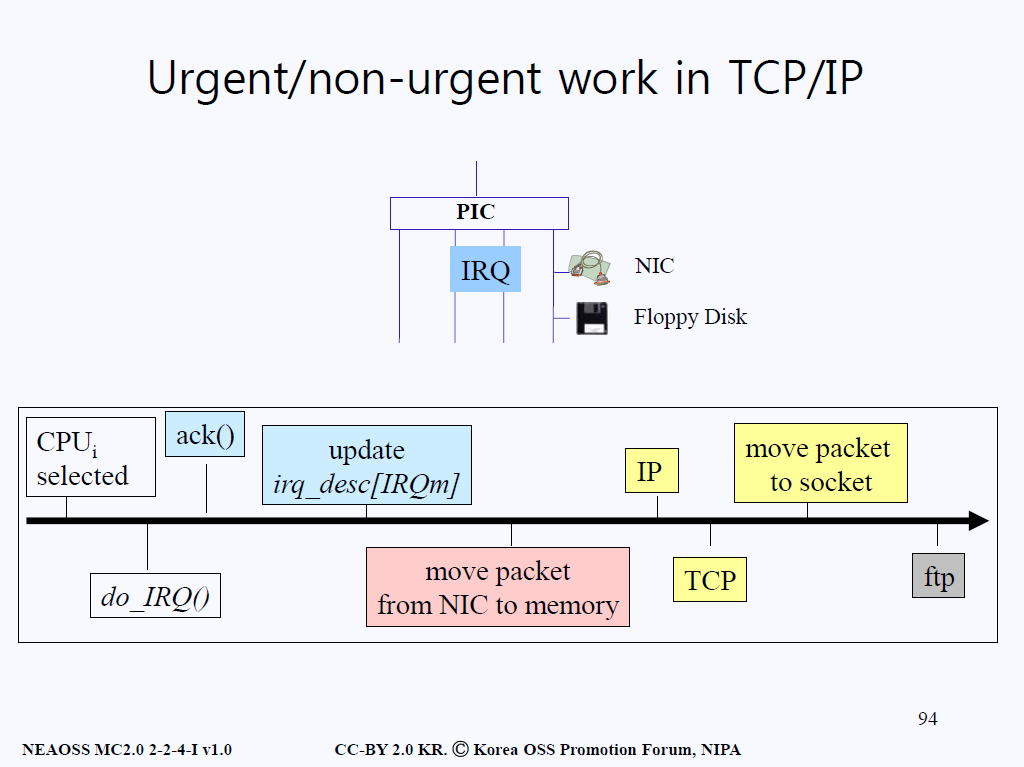 Urgent/non-urgent work in TCP/IP
PIC
IRQ
NIC
Floppy Disk
CPUi
selected
ack()
update
irq_desc[IRQm]
IP
move packet
to socket
do_IRQ()
move packet
from NIC to memory
TCP
ftp
94
NEAOSS MC2.0 2-2-4-I v1.0
CC-BY 2.0 KR. Ⓒ Korea OSS Promotion Forum, NIPA